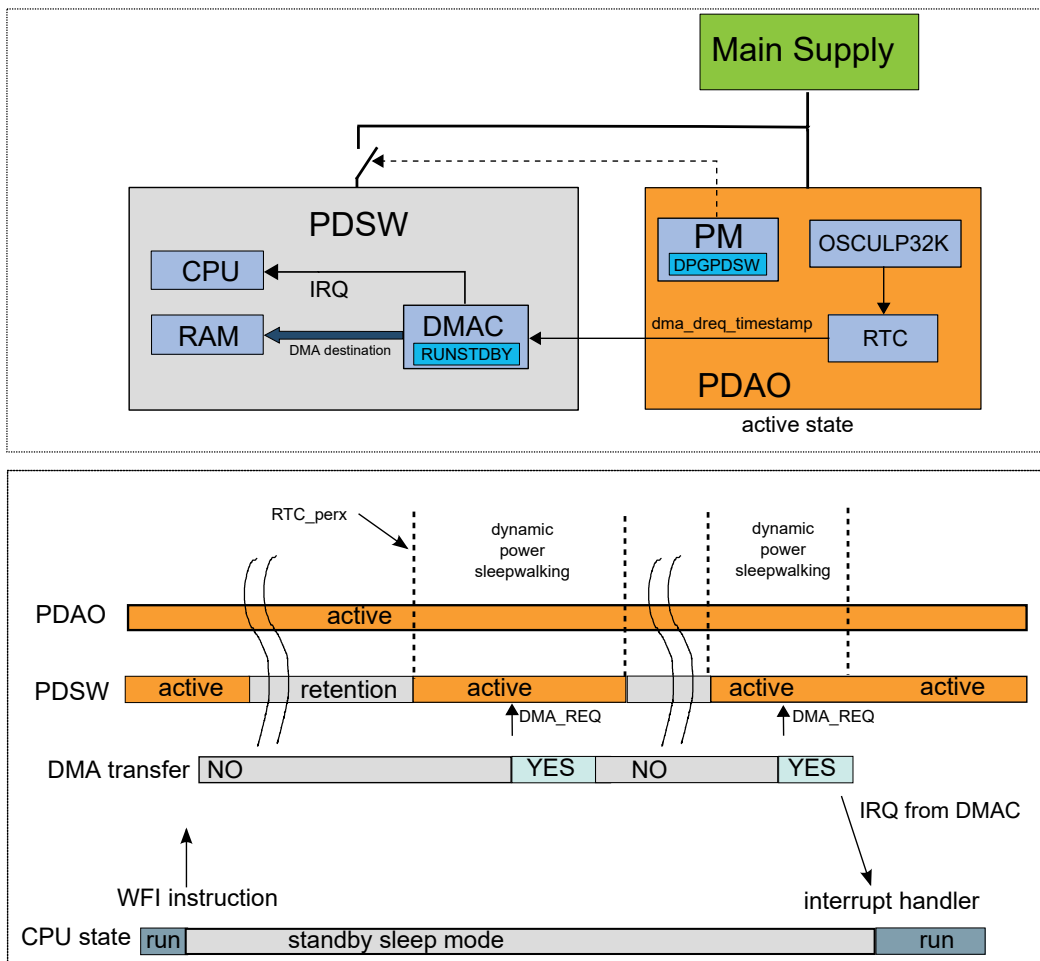 Main Supply
PDSW
PM
DPGPDSW
OSCULP32K
CPU
IRQ
RAM
DMA destination
DMAC
RUNSTDBY
dma_dreq_timestamp
RTC
PDAO
active state
RTC_perx
dynamic
power
sleepwalking
dynamic
power
sleepwalking
PDAO
active
PDSW
active
retention
active
active
active
DMA_REQ
DMA_REQ
DMA transfer
NO
YES
NO
YES
IRQ from DMAC
WFI instruction
interrupt handler
CPU state
run
standby sleep mode
run